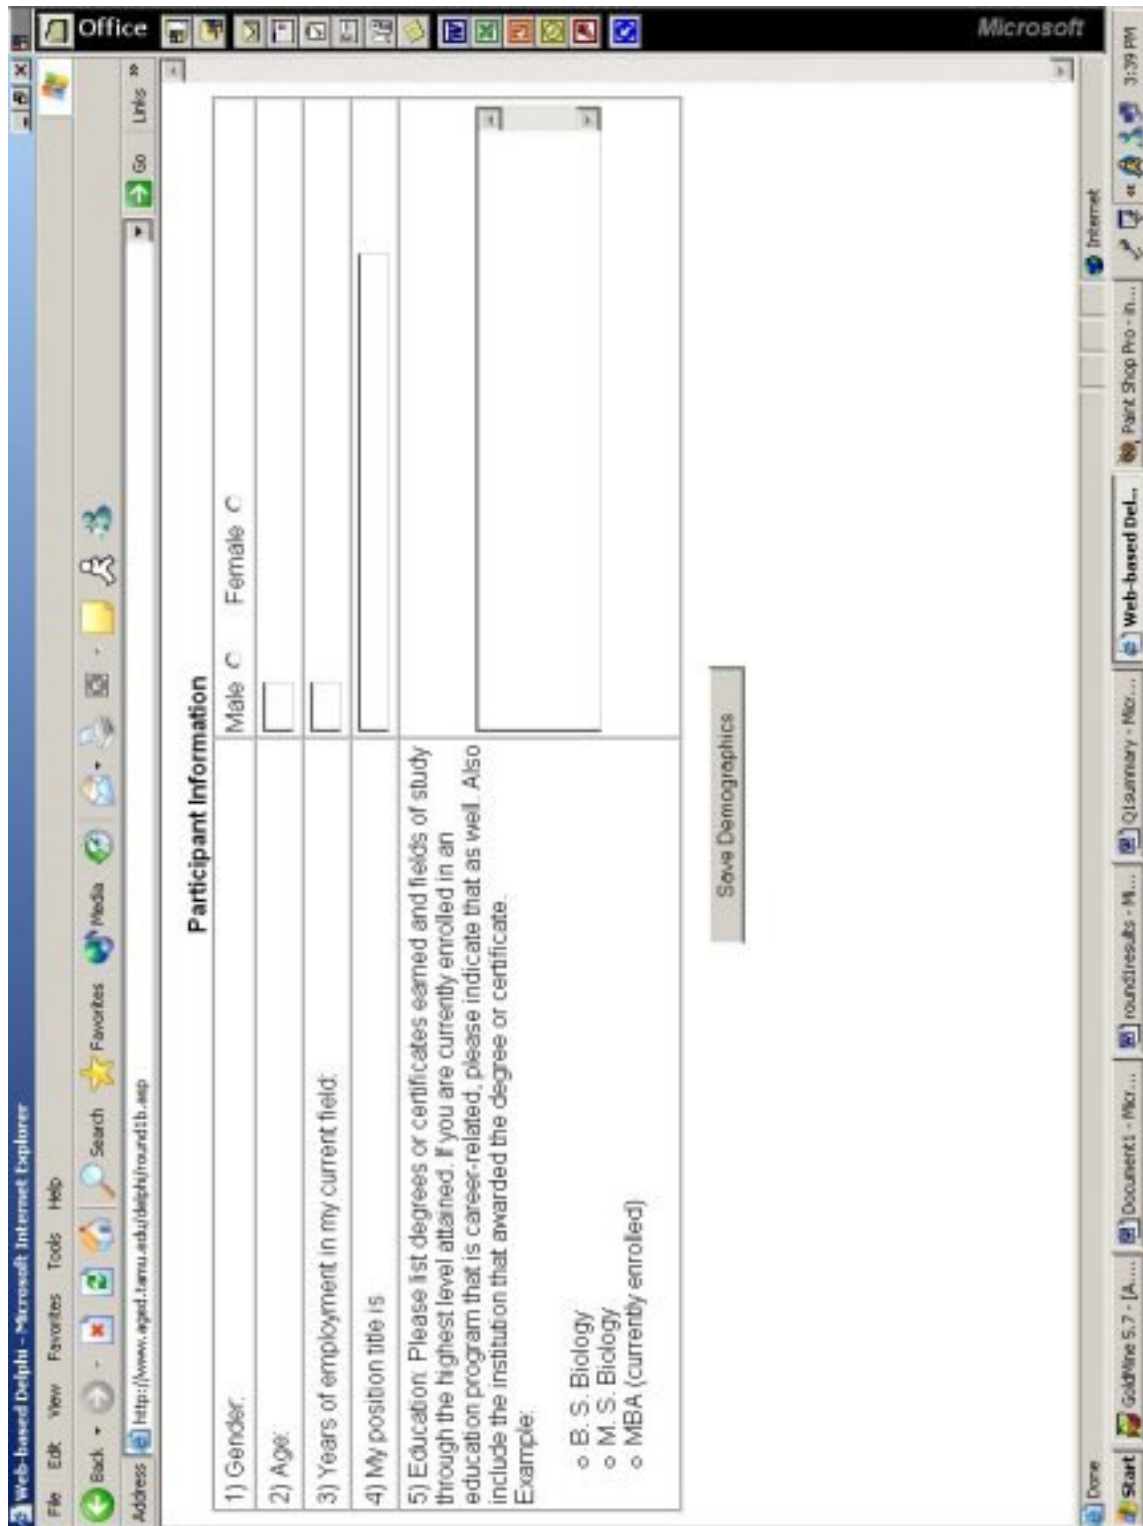 Web-based Delphi - Microsoft Internet Explorer
File Edit View Favorites Tools Help
Back Search Favorites Media
Address http://www.aged.tamu.edu/delphi/round1b.asp Go Links »
Office
Microsoft
Participant Information
1) Gender: Male Female
2) Age:
3) Years of employment in my current field:
4) My position title is
5) Education: Please list degrees or certificates earned and fields of study
through the highest level attained. If you are currently enrolled in an
education program that is career-related, please indicate that as well. Also
include the institution that awarded the degree or certificate.
Example:
o B. S. Biology
o M. S. Biology
o MBA (currently enrolled)
Save Demographics
Done Internet
Start GoldMine 5.7 - [A... Document1 - Micr... round1results - Mi... Q1summary - Micr... Web-based Del... Paint Shop Pro - in... « 3:39 PM